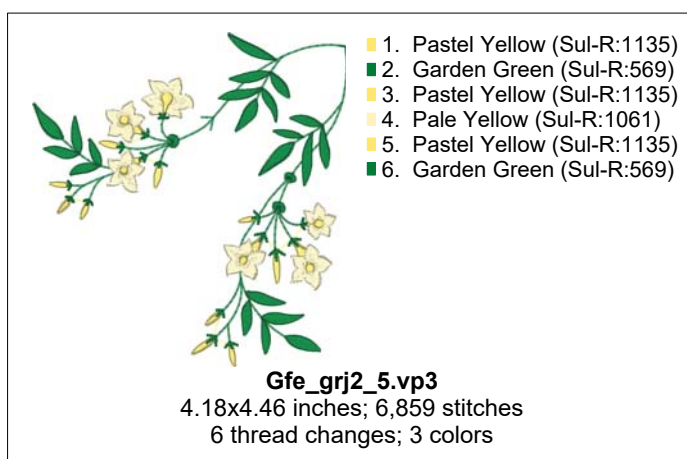 1. Pastel Yellow (Sul-R:1135)
2. Garden Green (Sul-R:569)
3. Pastel Yellow (Sul-R:1135)
4. Pale Yellow (Sul-R:1061)
5. Pastel Yellow (Sul-R:1135)
6. Garden Green (Sul-R:569)
Gfe_grj2_5.vp3
4.18x4.46 inches; 6,859 stitches
6 thread changes; 3 colors